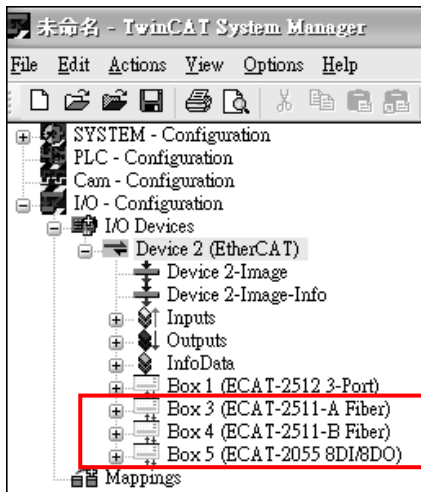 未命名 - TwinCAT System Manager
File Edit Actions View Options Help
SYSTEM - Configuration
PLC - Configuration
Cam - Configuration
I/O - Configuration
I/O Devices
Device 2 (EtherCAT)
Device 2-Image
Device 2-Image-Info
Inputs
Outputs
InfoData
Box 1 (ECAT-2512 3-Port)
Box 3 (ECAT-2511-A Fiber)
Box 4 (ECAT-2511-B Fiber)
Box 5 (ECAT-2055 8DI/8DO)
Mappings